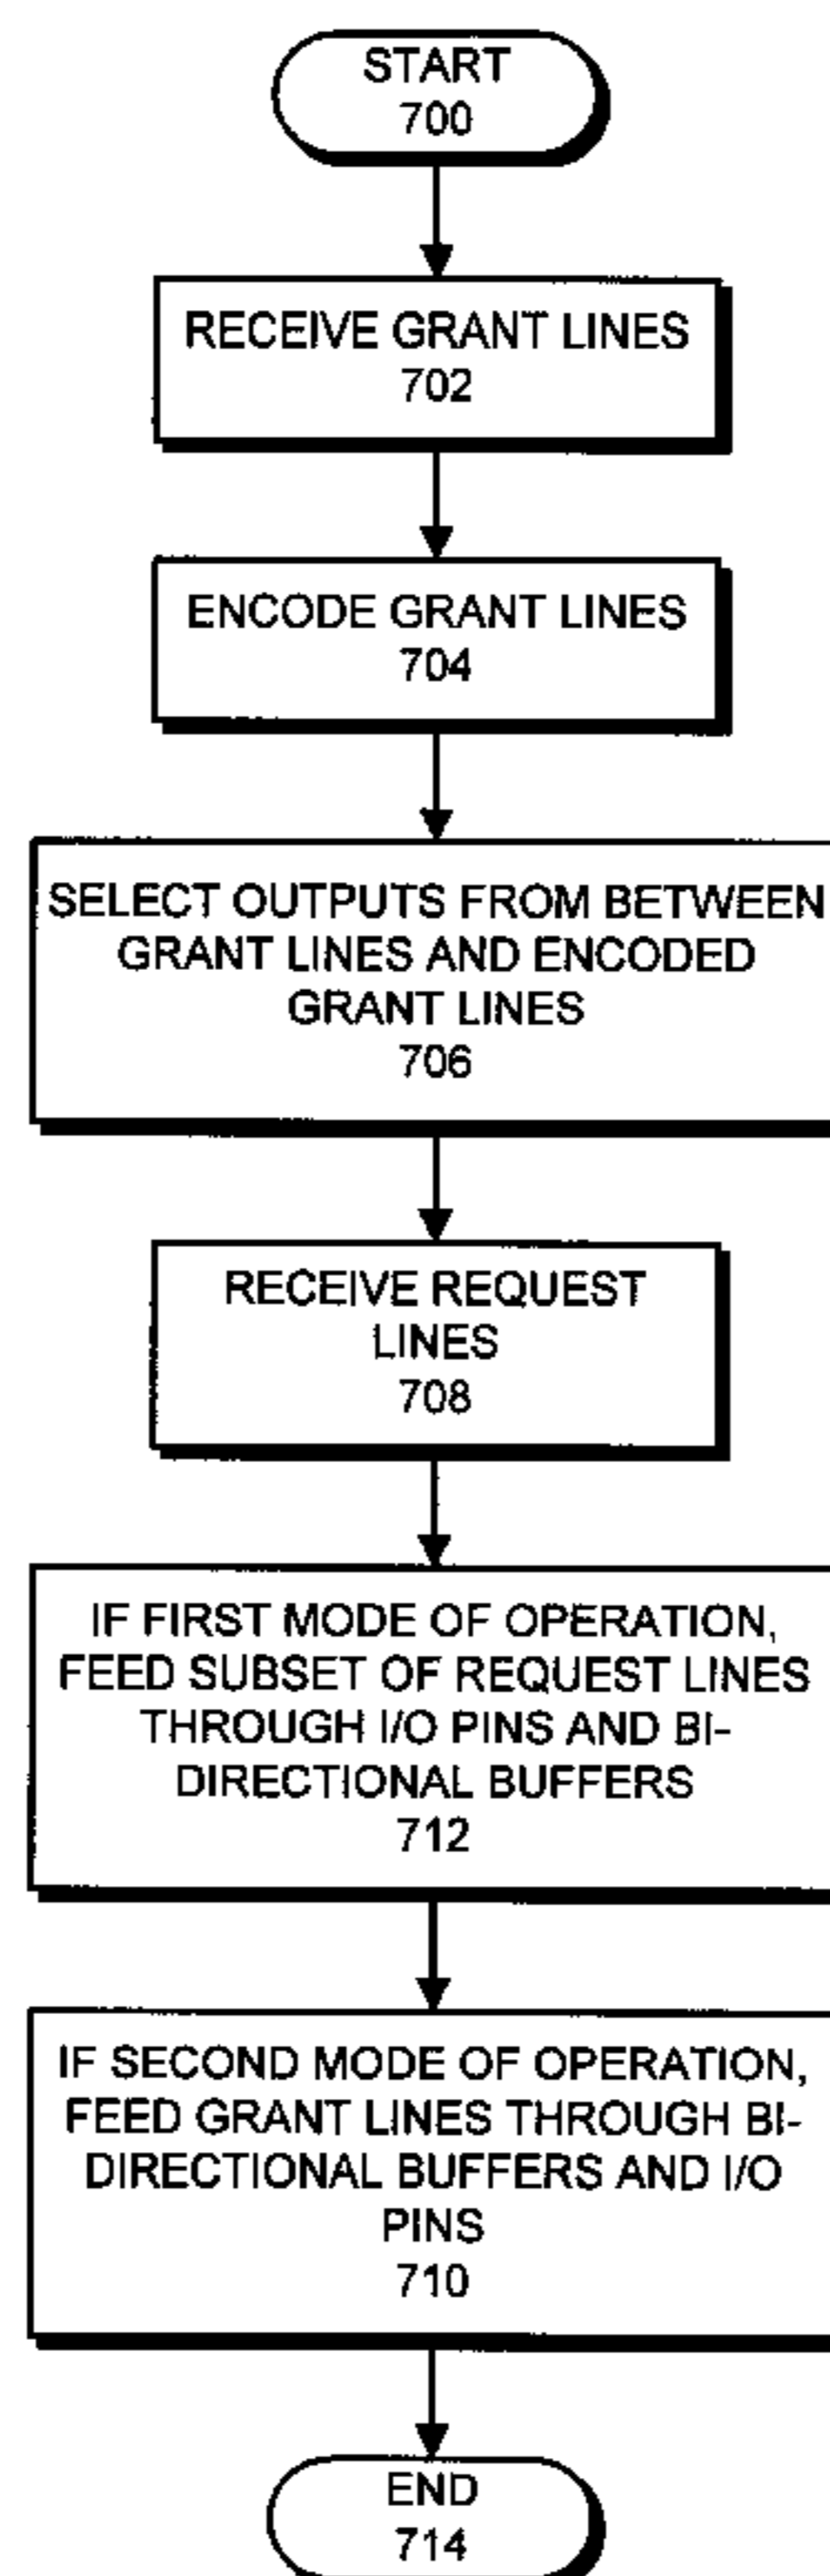 START
700
RECEIVE GRANT LINES
702
ENCODE GRANT LINES
704
SELECT OUTPUTS FROM BETWEEN
GRANT LINES AND ENCODED
GRANT LINES
706
RECEIVE REQUEST
LINES
708
IF FIRST MODE OF OPERATION,
FEED SUBSET OF REQUEST LINES
THROUGH I/O PINS AND BI-
DIRECTIONAL BUFFERS
712
IF SECOND MODE OF OPERATION,
FEED GRANT LINES THROUGH BI-
DIRECTIONAL BUFFERS AND I/O
PINS
710
END
714